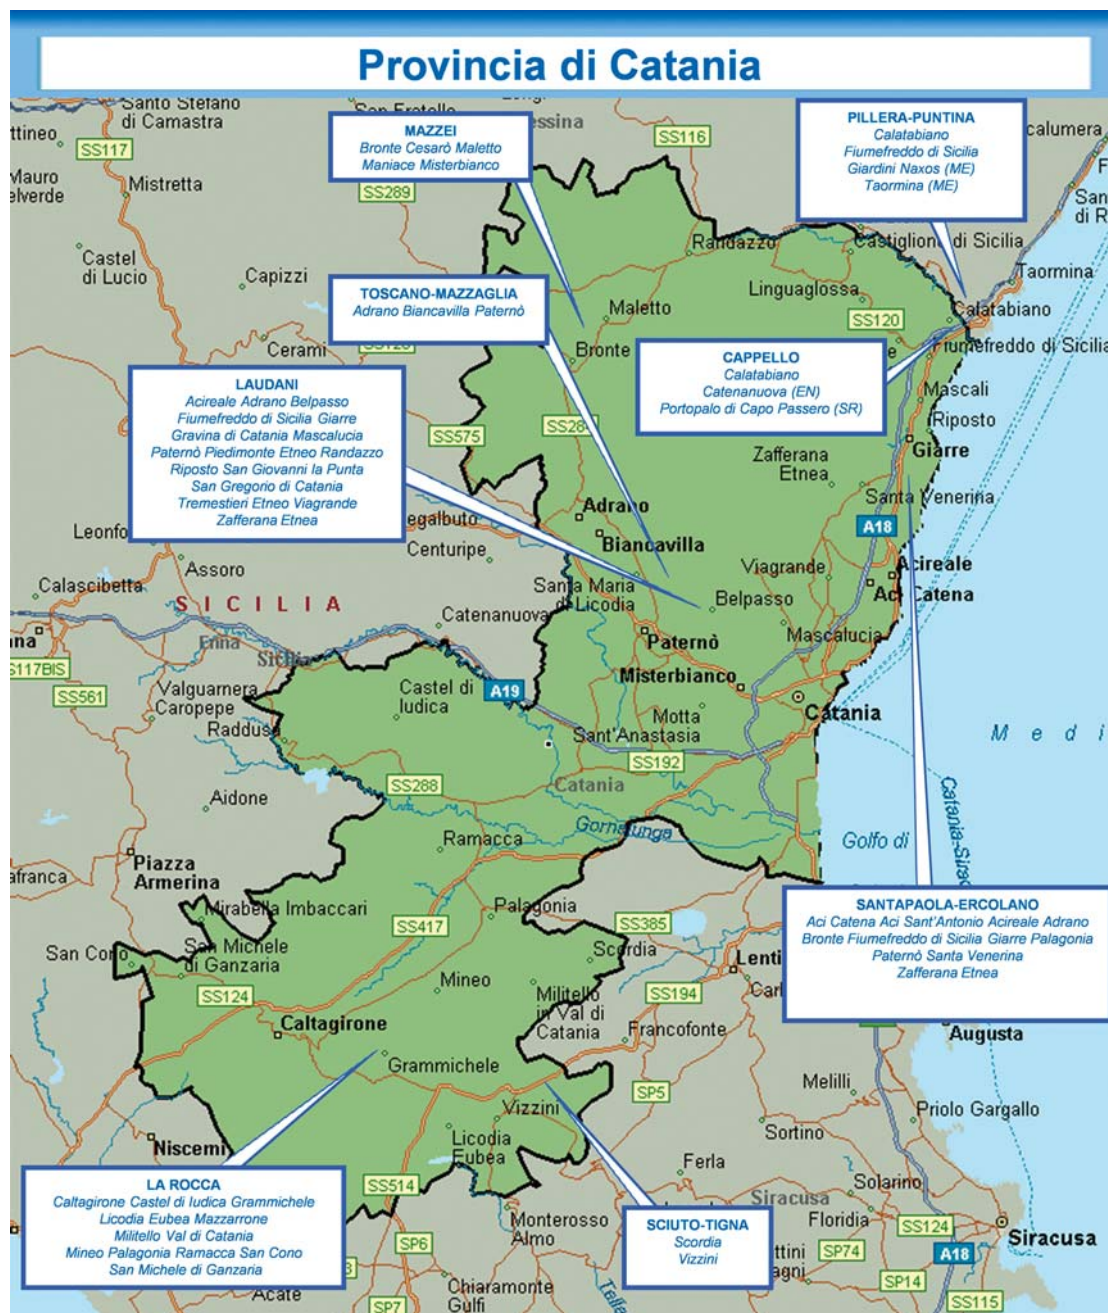 Provincia di Catania
Santo Stefano
di Camastra
San Fratello
SS117
SS116
Mistretta
SS289
Castel
di Lucio
Capizzi
Cerami
MAZZEI
Bronte Cesarò Maletto
Maniace Misterbianco
PILLERA-PUNTINA
Calatabiano
Fiumefreddo di Sicilia
Giardini Naxos (ME)
Taormina (ME)
Randazzo
Castiglione di Sicilia
Taormina
Linguaglossa
Calatabiano
SS120
Fiumefreddo di Sicilia
Maletto
Bronte
TOSCANO-MAZZAGLIA
Adrano Biancavilla Paternò
CAPPELLO
Calatabiano
Catenanuova (EN)
Portopalo di Capo Passero (SR)
LAUDANI
Acireale Adrano Belpasso
Fiumefreddo di Sicilia Giarre
Gravina di Catania Mascalucia
Paternò Piedimonte Etneo Randazzo
Riposto San Giovanni la Punta
San Gregorio di Catania
Tremestieri Etneo Viagrande
Zafferana Etnea
Mascali
Riposto
Giarre
SS575
Zafferana
Etnea
Santa Venerina
Adrano
Biancavilla
A18
Centuripe
Assoro
Calascibetta
SICILIA
Santa Maria
di Licodia
Viagrande
Acireale
Aci Catena
Belpasso
Catenanuova
Mascalucia
Paternò
Enna
Sicilia
SS117BIS
SS561
Valguarnera
Caropepe
Raddusa
Castel di
Iudica
A19
Misterbianco
Catania
Motta
Sant'Anastasia
SS192
SS288
Catania
Aidone
Gornalunga
Golfo di
Ramacca
Piazza
Armerina
Mirabella Imbaccari
Palagonia
SS417
SS385
San Cono
San Michele
di Ganzaria
Scordia
Mineo
SS124
SS194
Militello
in Val di
Catania
Francofonte
Caltagirone
Grammichele
SANTAPAOLA-ERCOLANO
Aci Catena Aci Sant'Antonio Acireale Adrano
Bronte Fiumefreddo di Sicilia Giarre Palagonia
Paternò Santa Venerina
Zafferana Etnea
Augusta
Melilli
SP5
Priolo Gargallo
Vizzini
Sortino
Licodia
Eubea
Niscemi
Ferla
SS514
Siracusa
Solarino
Floridia
SS124
Siracusa
LA ROCCA
Caltagirone Castel di Iudica Grammichele
Licodia Eubea Mazzarrone
Militello Val di Catania
Mineo Palagonia Ramacca San Cono
San Michele di Ganzaria
SCIUTO-TIGNA
Scordia
Vizzini
Monterosso
Almo
SP6
SP74
A18
SP14
Chiaramonte
Gulfi
Acate
SP7
SS115